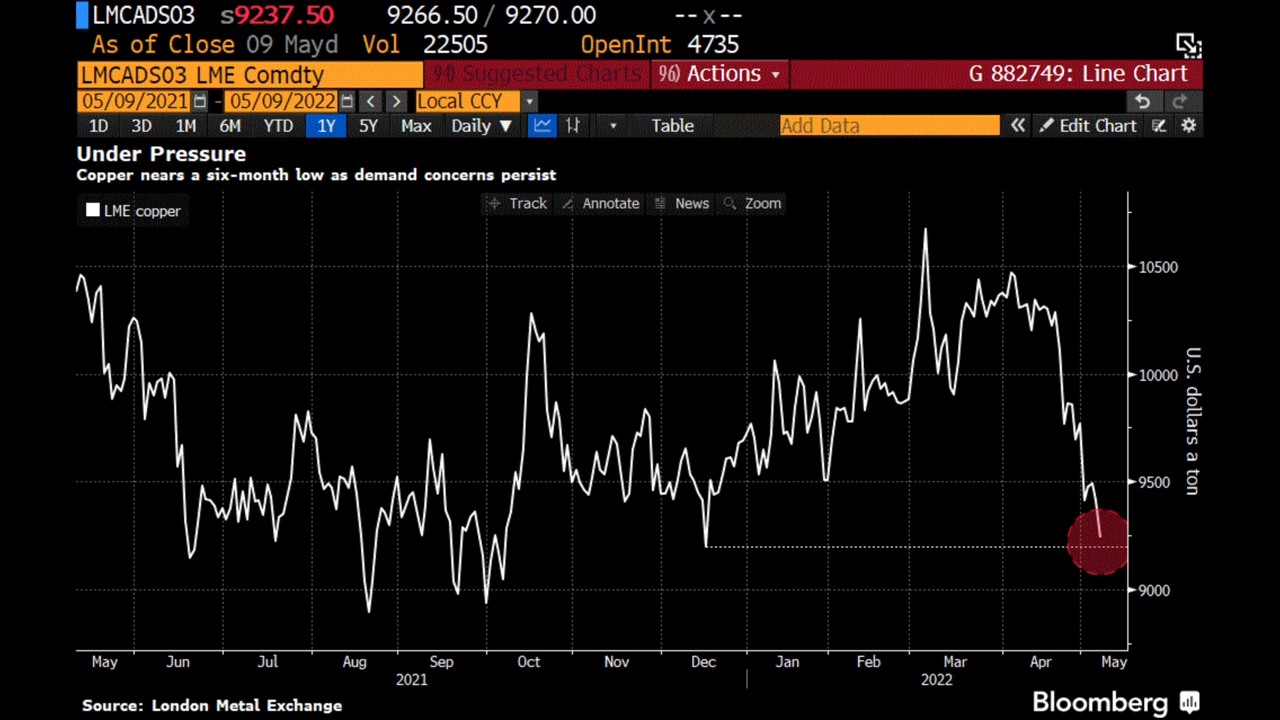 LMCADS03 s9237.50 9266.50 / 9270.00 -- x --
As of Close 09 Mayd Vol 22505 OpenInt 4735
LMCADS03 LME Comdty 94) Suggested Charts 96) Actions G 882749: Line Chart
05/09/2021 - 05/09/2022 Local CCY
1D 3D 1M 6M YTD 1Y 5Y Max Daily ▼ Table Add Data « Edit Chart
Under Pressure
Copper nears a six-month low as demand concerns persist
Track Annotate News Zoom
LME copper
10500
10000
9500
9000
U.S. dollars a ton
May Jun Jul Aug Sep Oct Nov Dec Jan Feb Mar Apr May
2021 2022
Source: London Metal Exchange
Bloomberg